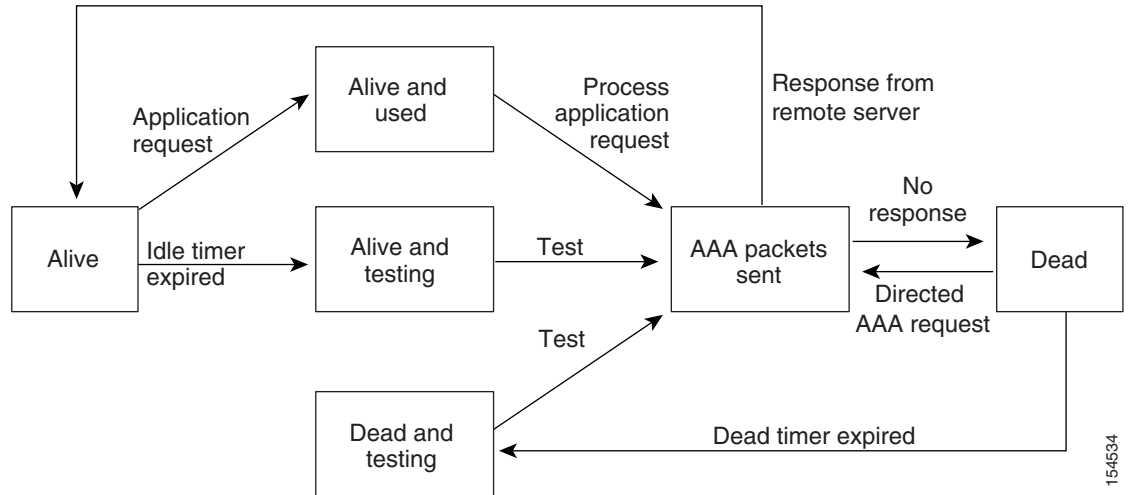 Alive and
used
Application
request
Process
application
request
Response from
remote server
Alive
Idle timer
expired
Alive and
testing
Test
AAA packets
sent
No
response
Directed
AAA request
Dead
Test
Dead and
testing
Dead timer expired
154534